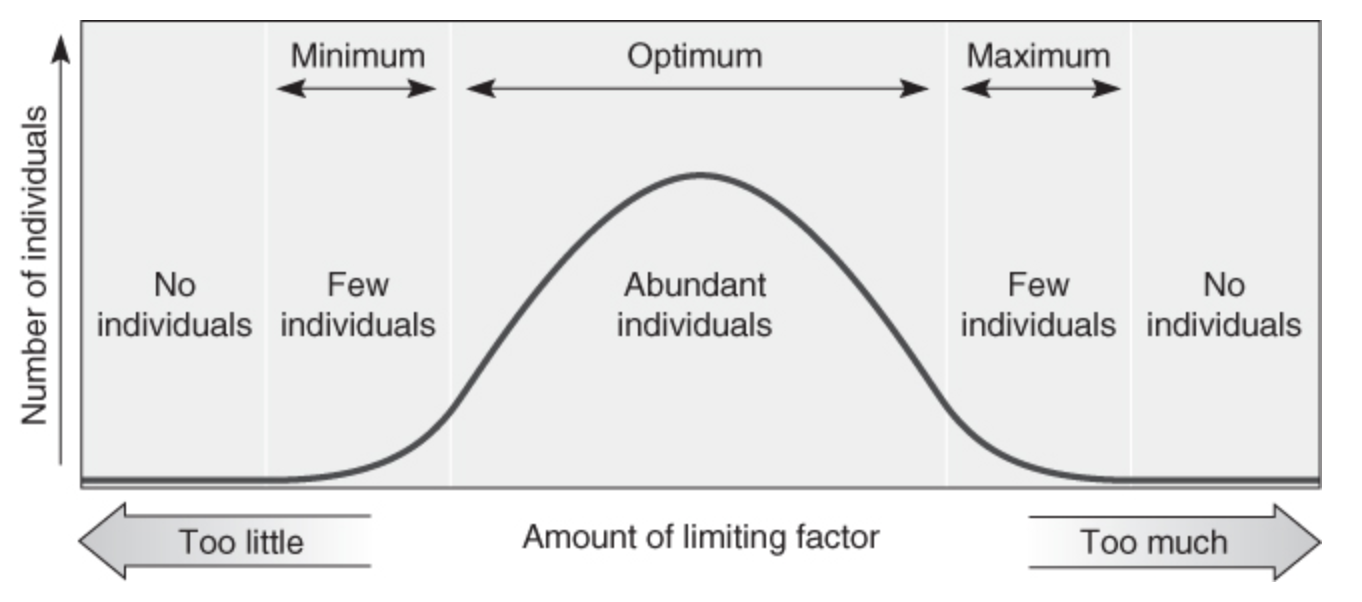 Minimum
Optimum
Maximum
Number of individuals
No
individuals
Few
individuals
Abundant
individuals
Few
individuals
No
individuals
Too little
Amount of limiting factor
Too much